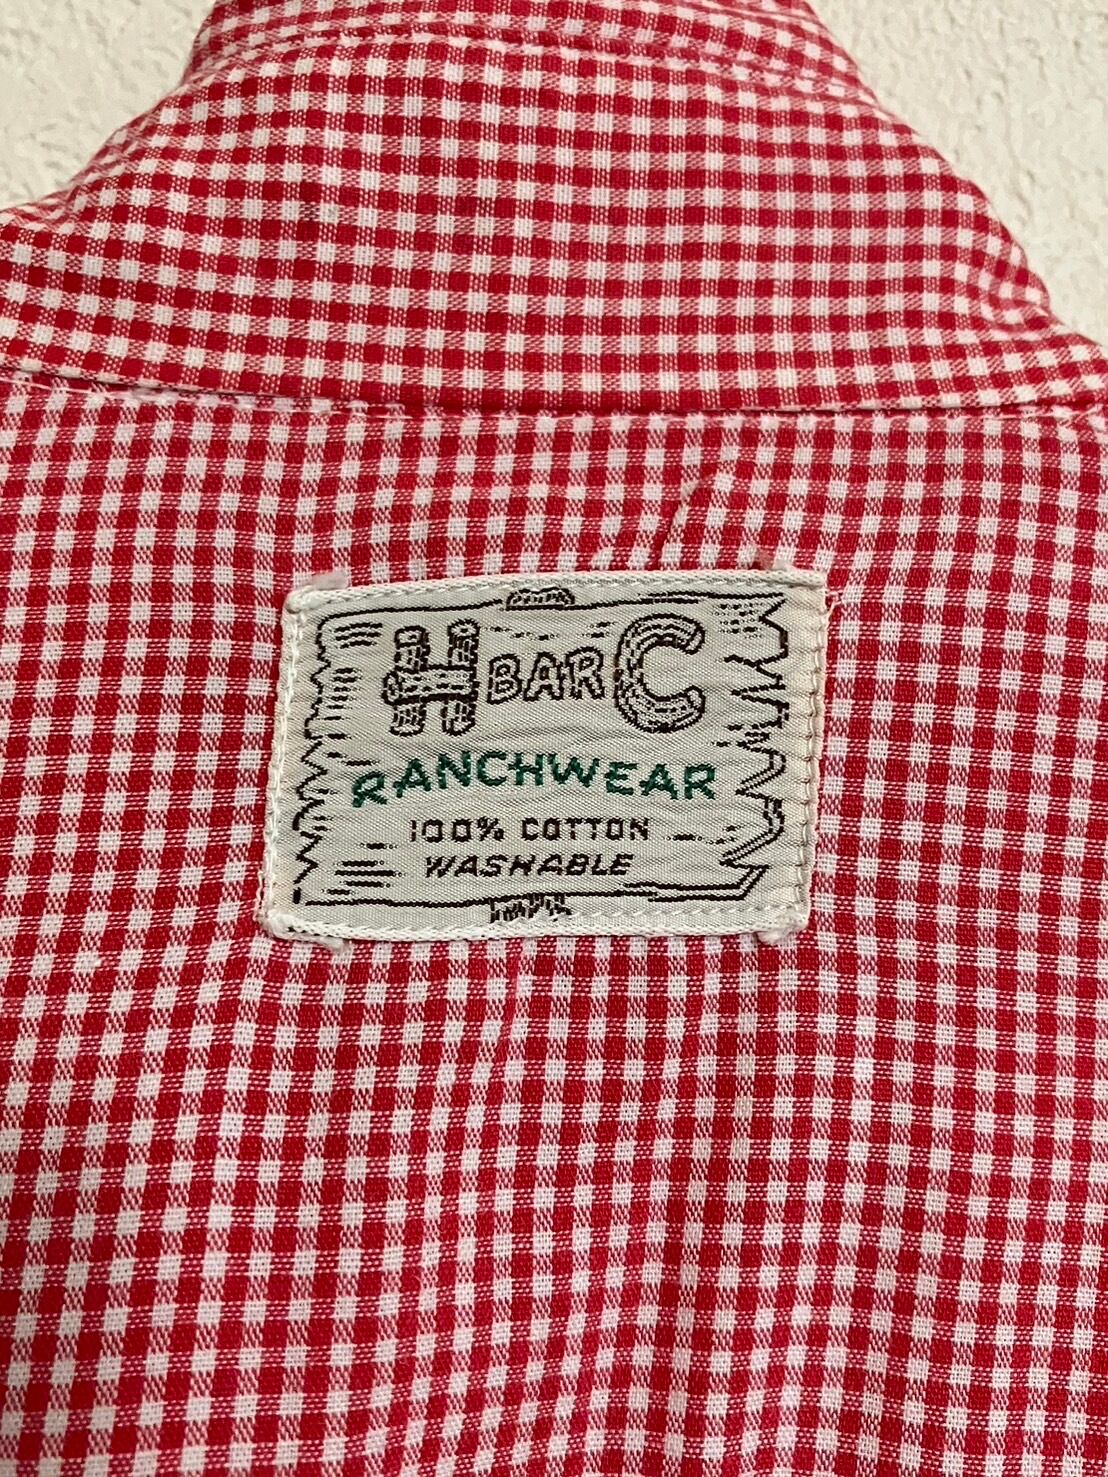 H BAR C
RANCHWEAR
100% COTTON
WASHABLE